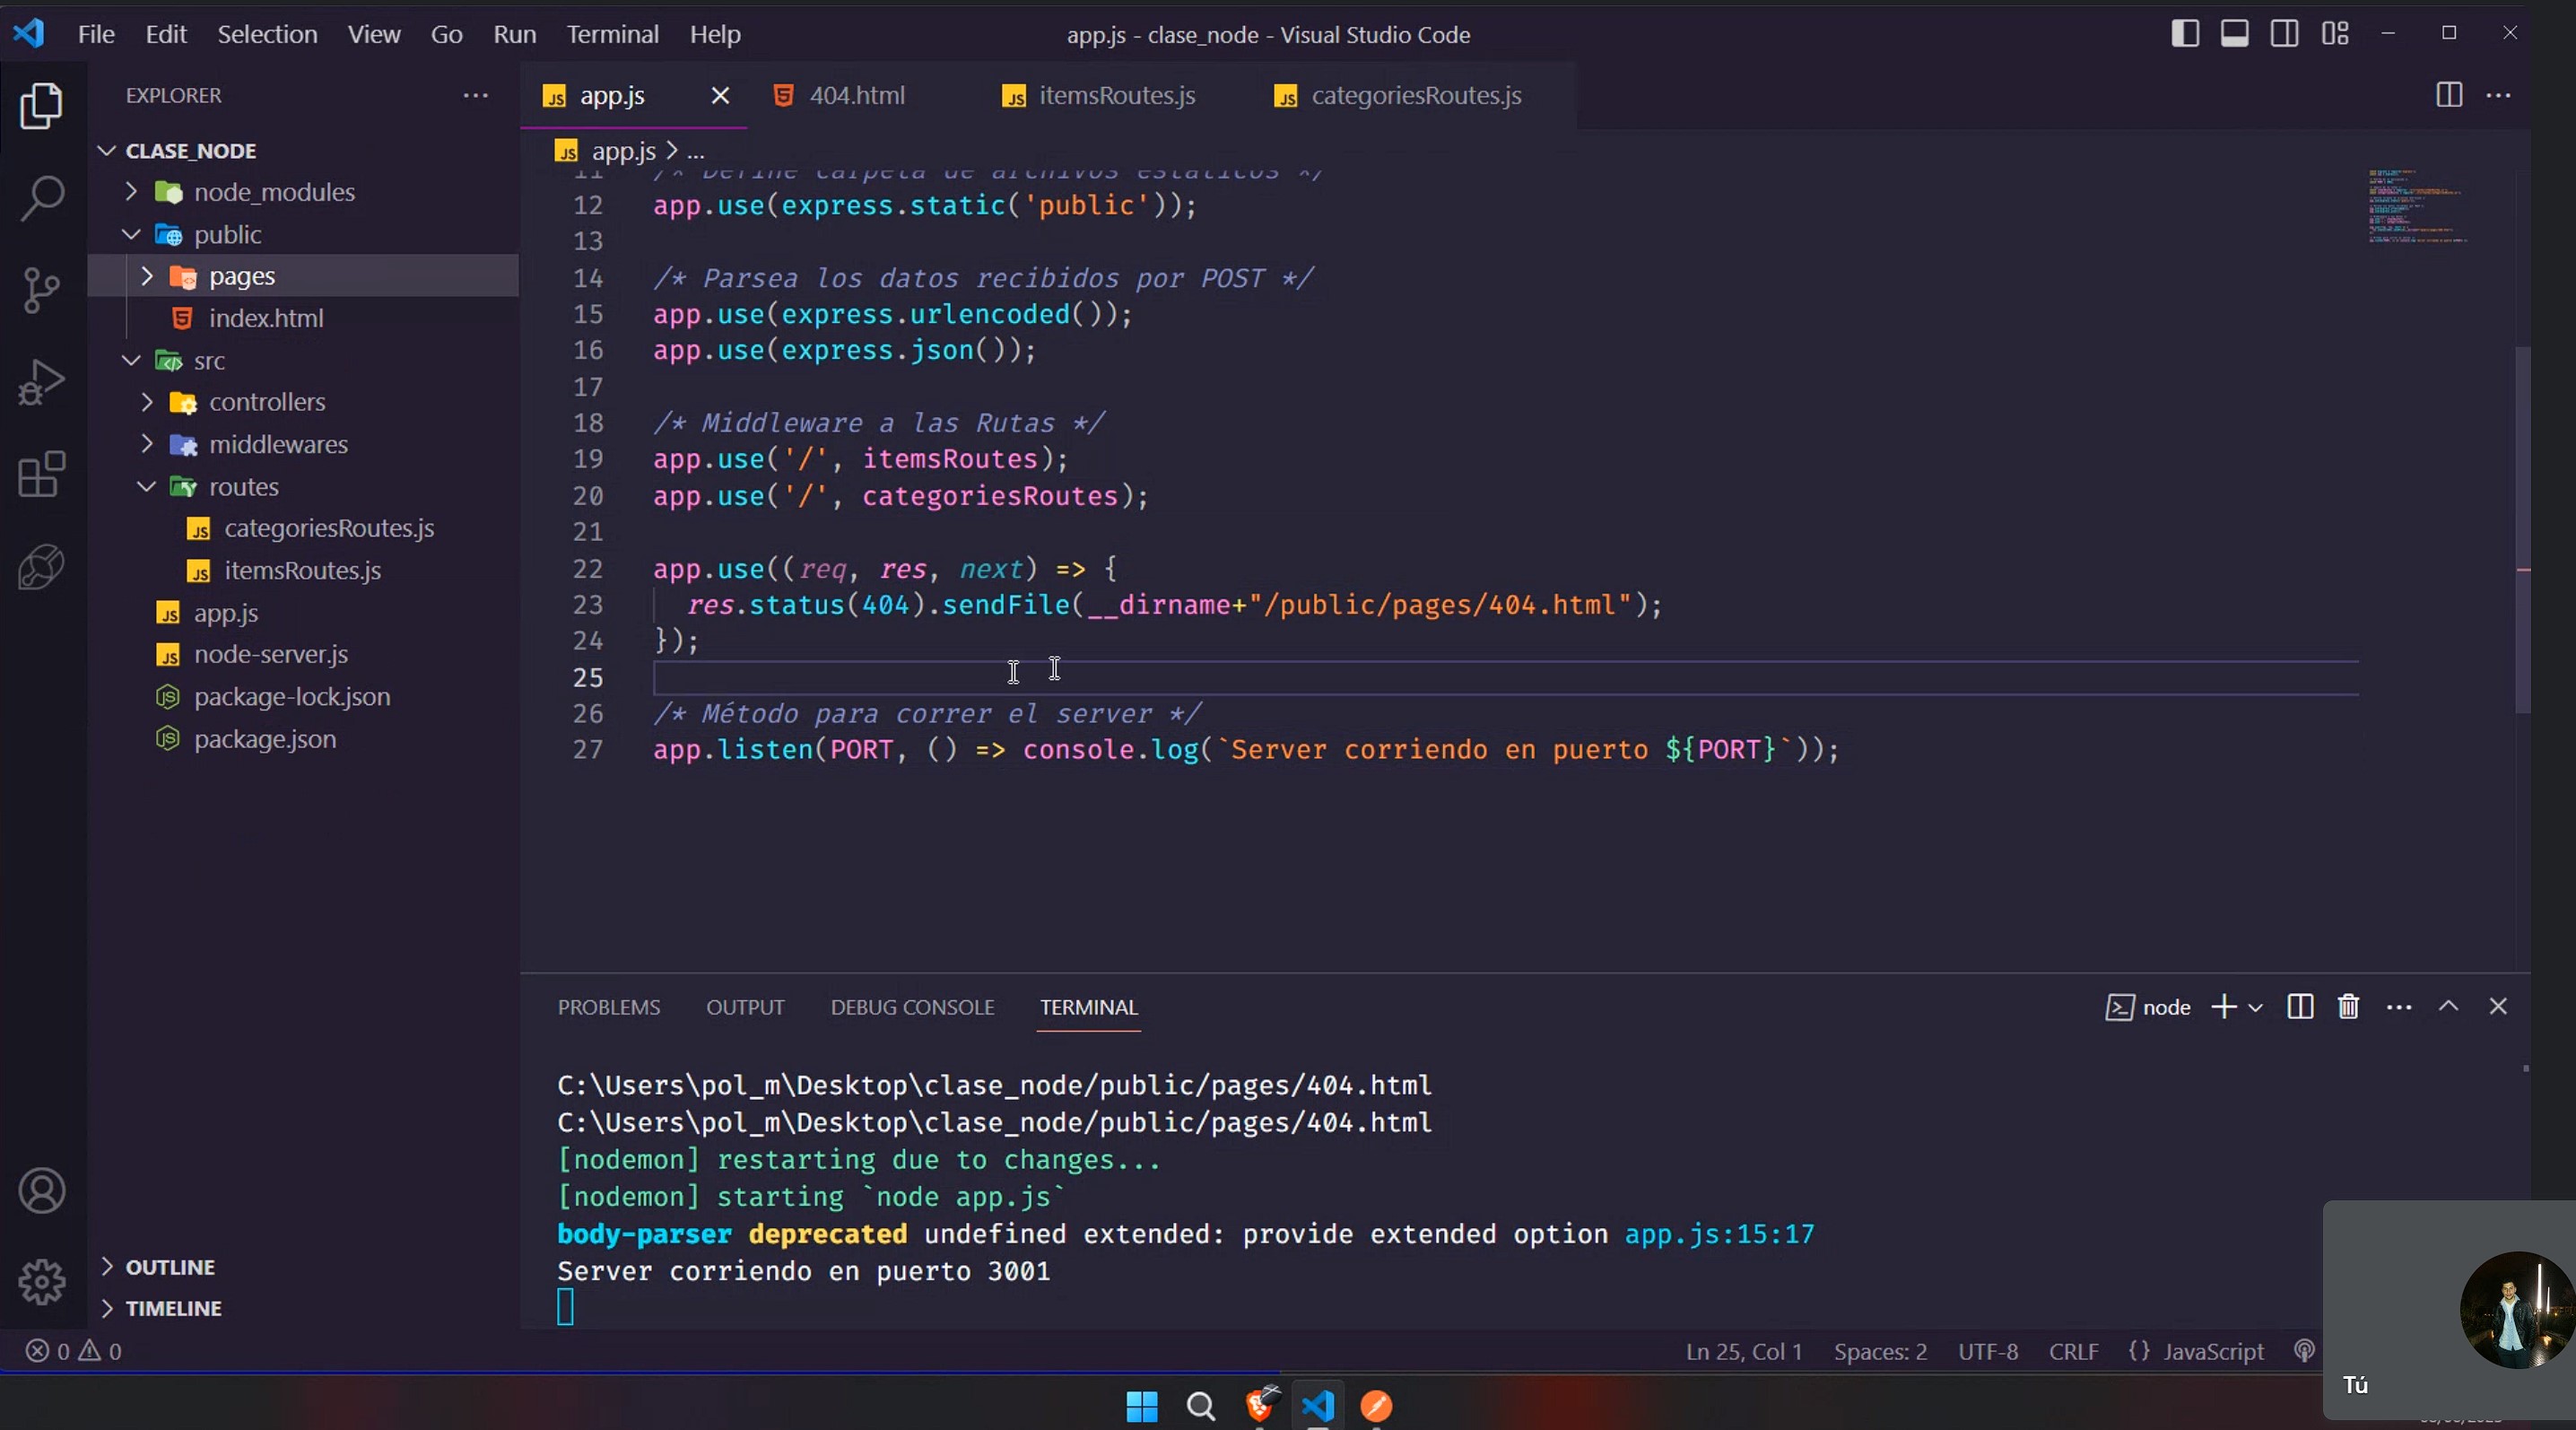 File Edit Selection View Go Run Terminal Help
app.js - clase_node - Visual Studio Code
EXPLORER
CLASE_NODE
node_modules
public
pages
index.html
src
controllers
middlewares
routes
categoriesRoutes.js
itemsRoutes.js
app.js
node-server.js
package-lock.json
package.json
OUTLINE
TIMELINE
app.js 404.html itemsRoutes.js categoriesRoutes.js
app.js > ...
11 /* Define carpeta de archivos estáticos */
12 app.use(express.static('public'));
13
14 /* Parsea los datos recibidos por POST */
15 app.use(express.urlencoded());
16 app.use(express.json());
17
18 /* Middleware a las Rutas */
19 app.use('/', itemsRoutes);
20 app.use('/', categoriesRoutes);
21
22 app.use((req, res, next) => {
23 res.status(404).sendFile(__dirname+"/public/pages/404.html");
24 });
25
26 /* Método para correr el server */
27 app.listen(PORT, () => console.log(`Server corriendo en puerto ${PORT}`));
PROBLEMS OUTPUT DEBUG CONSOLE TERMINAL
node
C:\Users\pol_m\Desktop\clase_node/public/pages/404.html
C:\Users\pol_m\Desktop\clase_node/public/pages/404.html
[nodemon] restarting due to changes...
[nodemon] starting `node app.js`
body-parser deprecated undefined extended: provide extended option app.js:15:17
Server corriendo en puerto 3001
0 0
Ln 25, Col 1 Spaces: 2 UTF-8 CRLF {} JavaScript
Tú